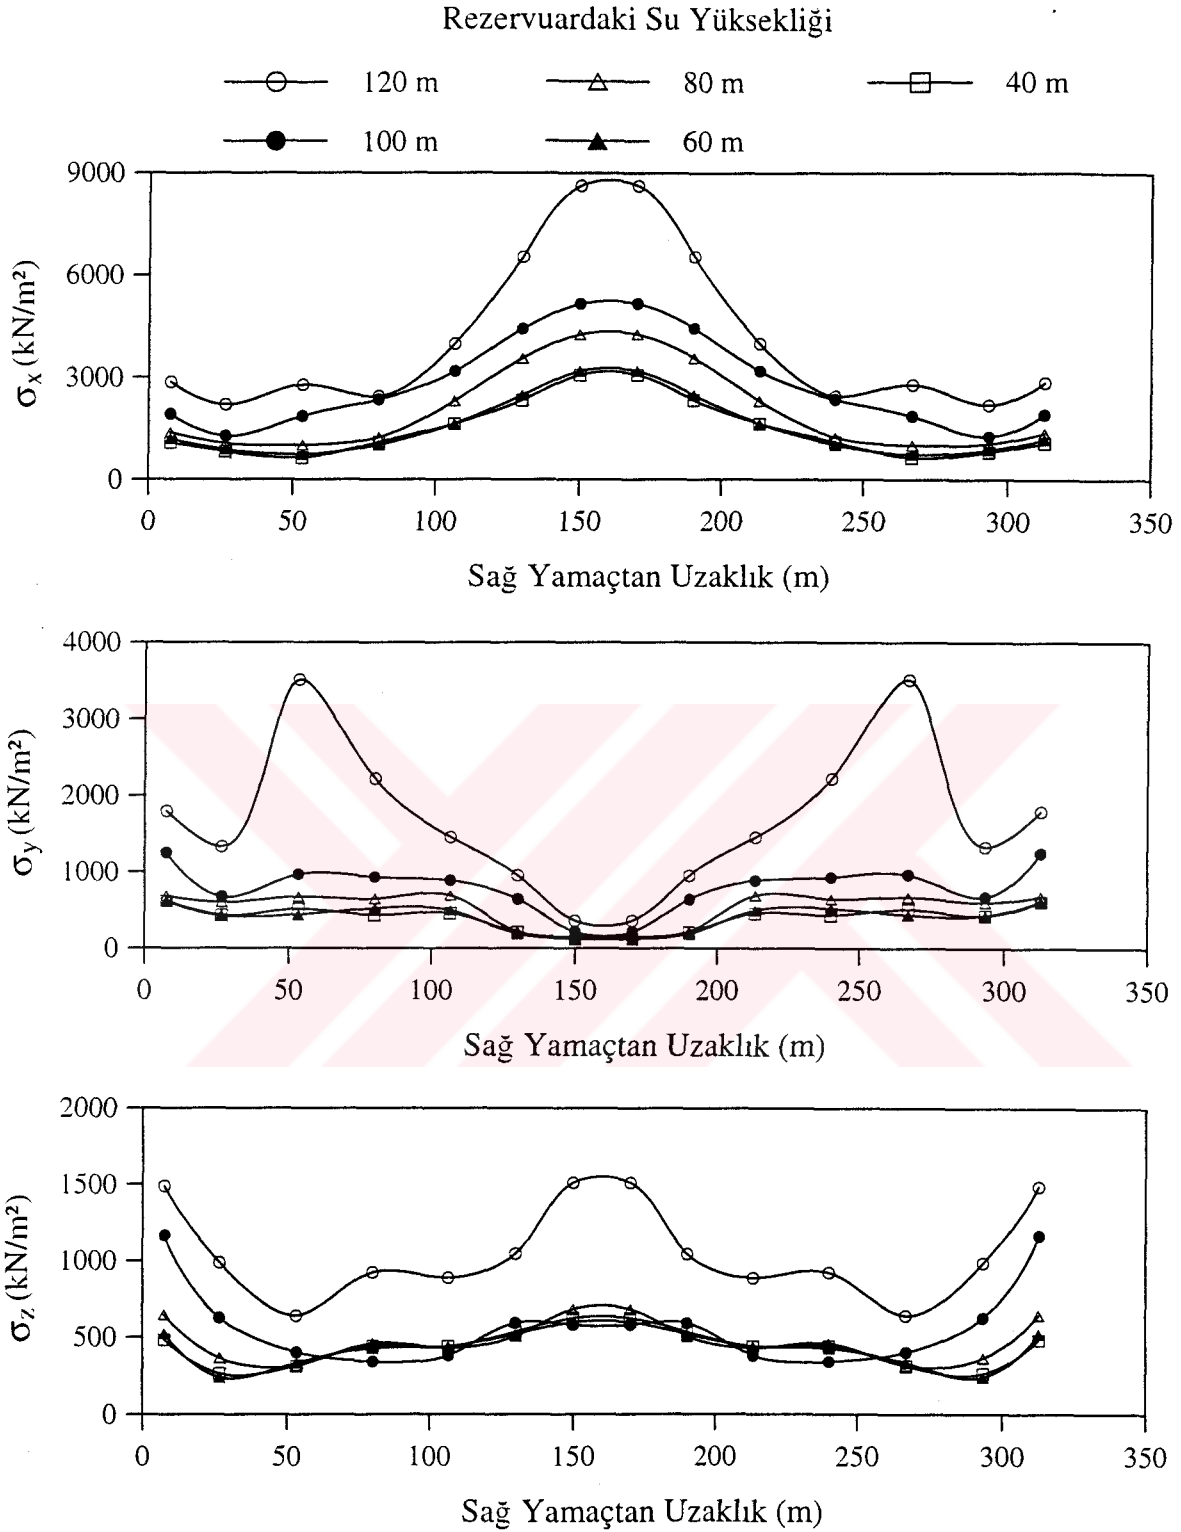 Rezervuardaki Su Yüksekliği
120 m 80 m 40 m
100 m 60 m
9000
6000
3000
0
σx (kN/m²)
0 50 100 150 200 250 300 350
Sağ Yamaçtan Uzaklık (m)
4000
3000
2000
1000
0
σy (kN/m²)
0 50 100 150 200 250 300 350
Sağ Yamaçtan Uzaklık (m)
2000
1500
1000
500
0
σz (kN/m²)
0 50 100 150 200 250 300 350
Sağ Yamaçtan Uzaklık (m)